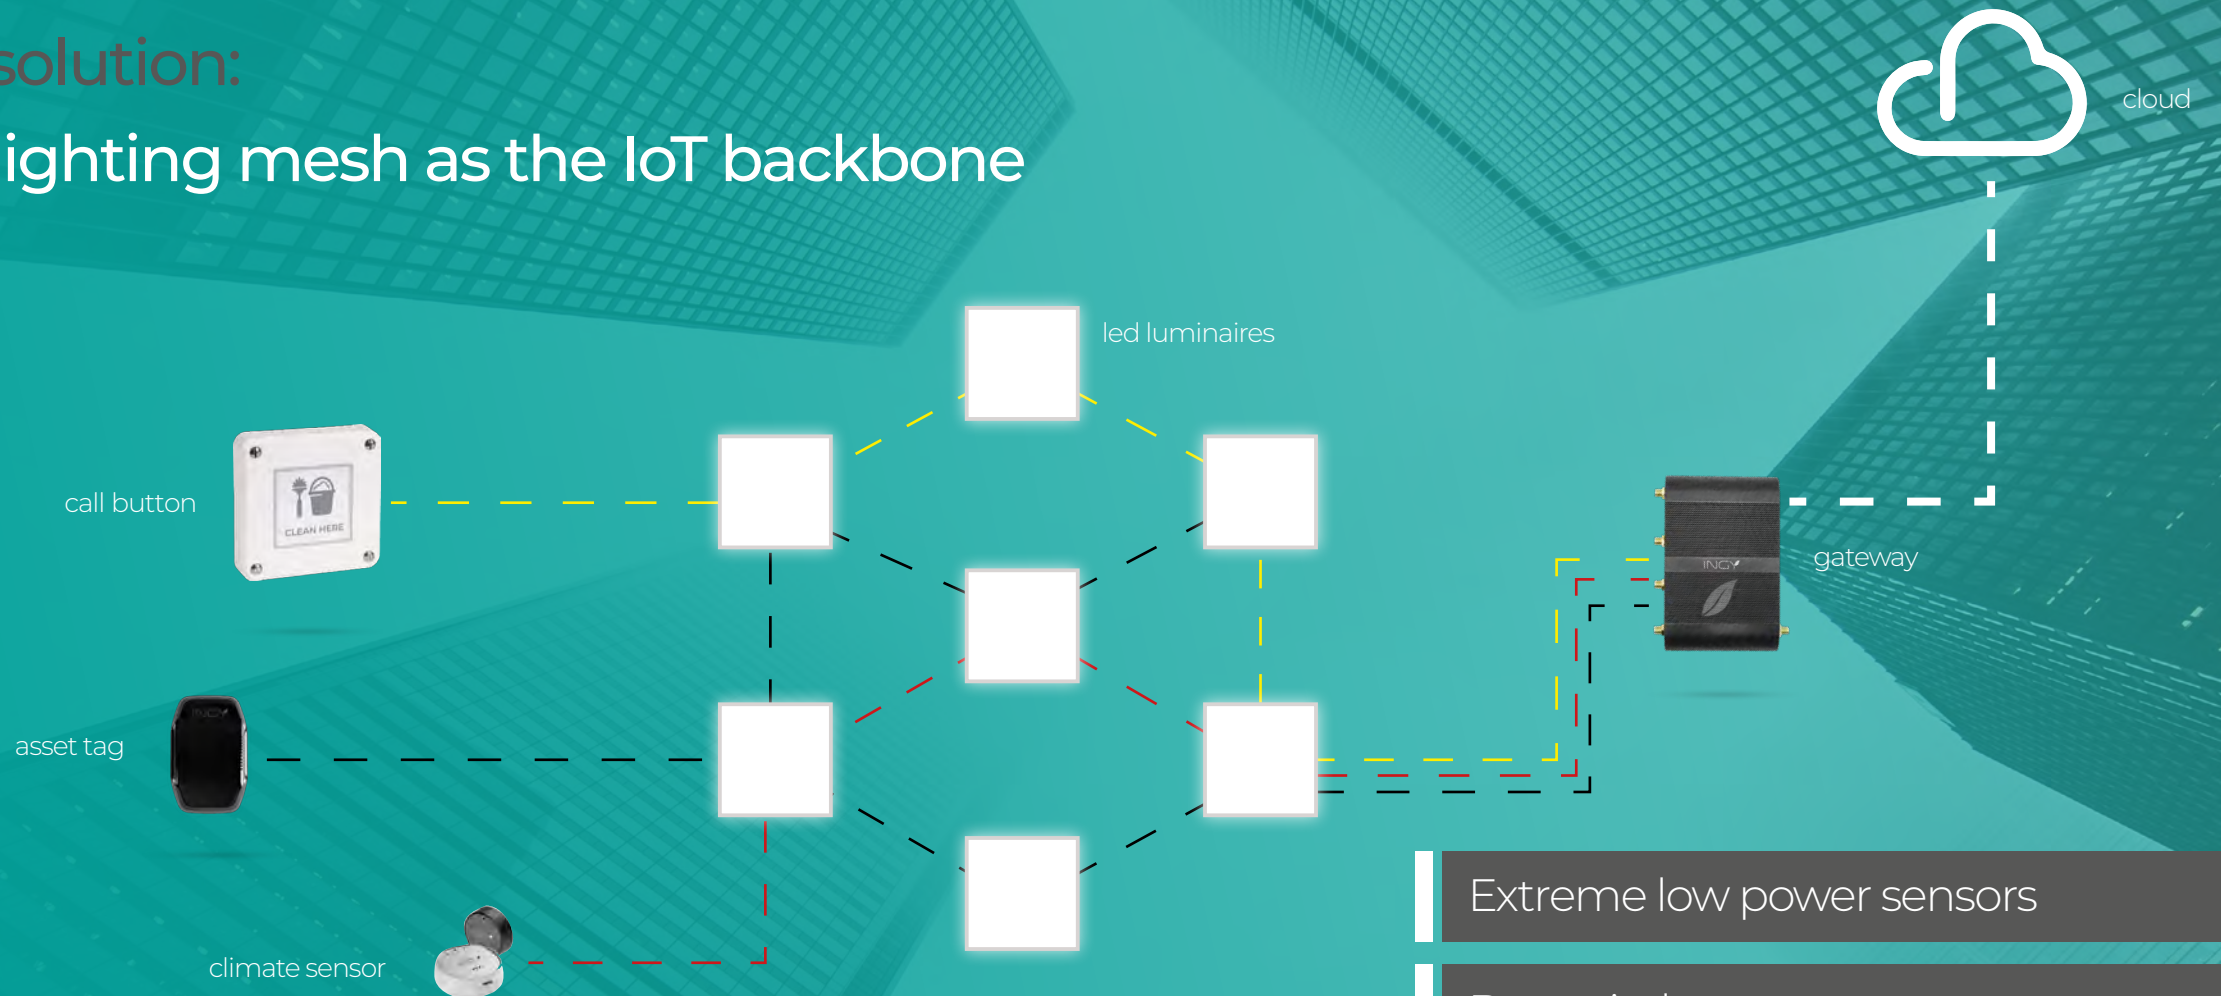 solution:
ighting mesh as the IoT backbone
cloud
led luminaires
call button
CLEAN HERE
gateway
INGY
asset tag
INGY
Extreme low power sensors
climate sensor